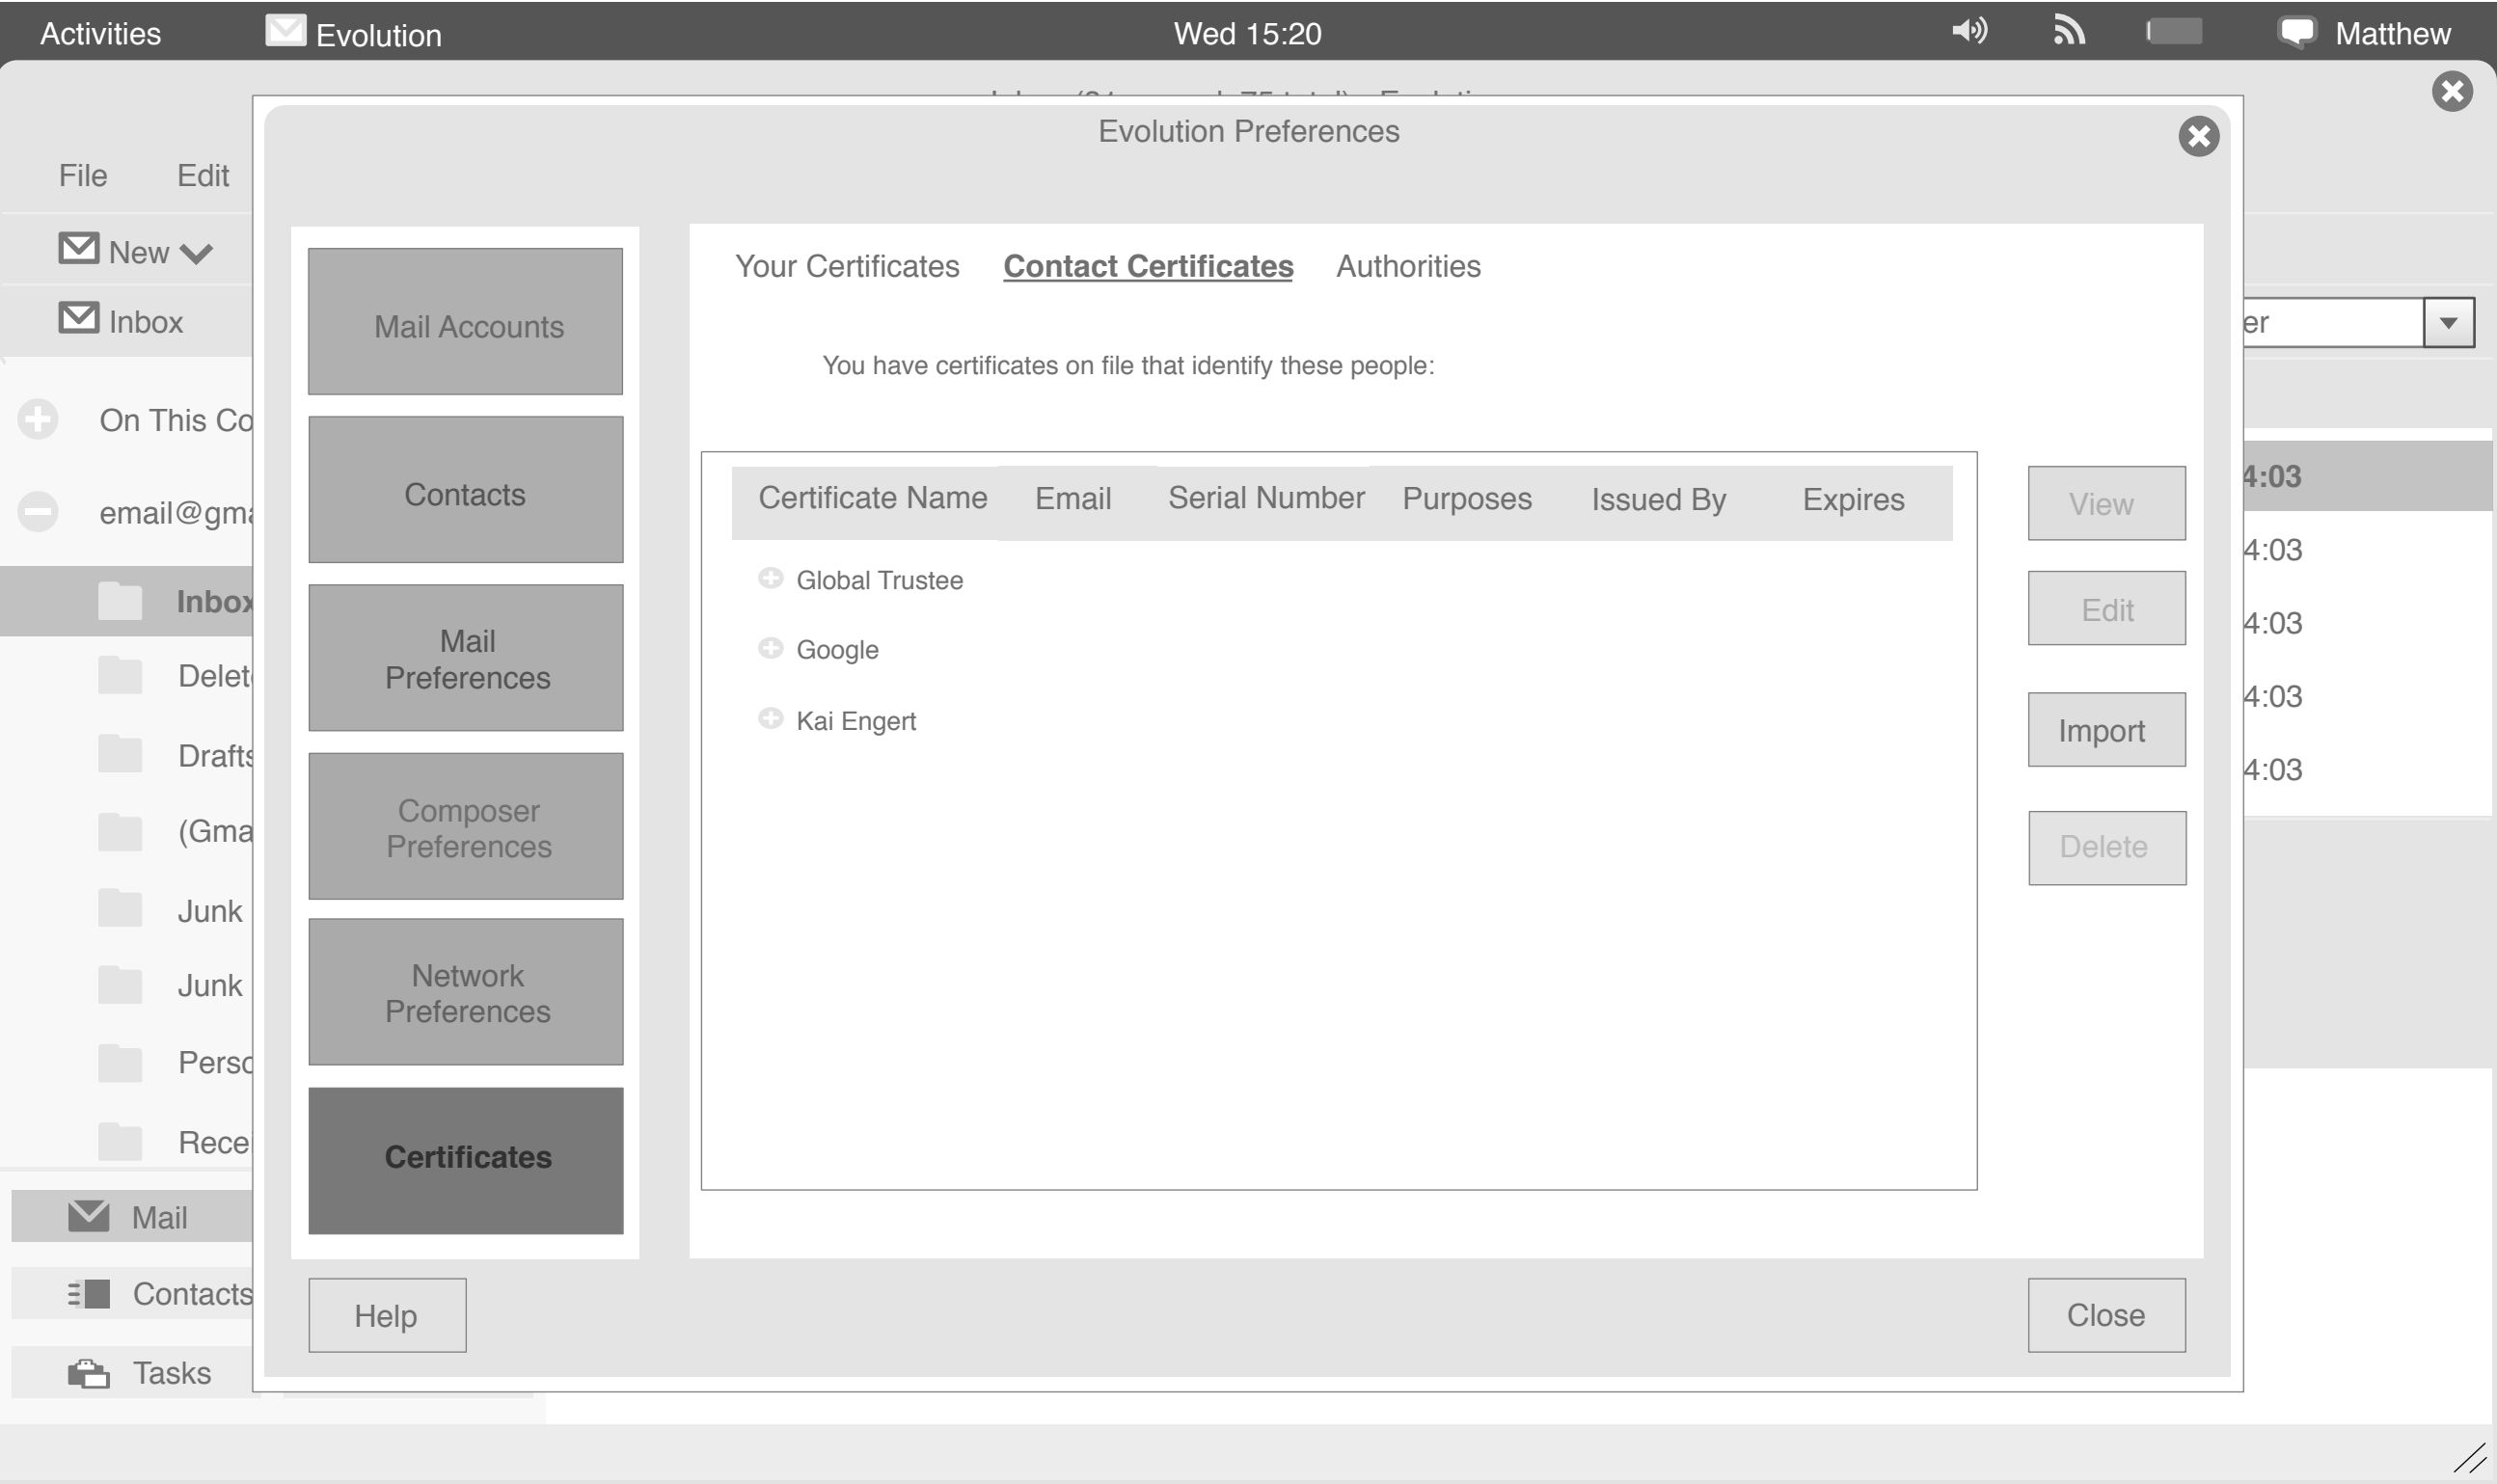 Activities Evolution Wed 15:20 Matthew
Evolution Preferences
File Edit
New
Inbox
er
On This Co
email@gma
Inbox
Delet
Drafts
(Gma
Junk
Junk
Perso
Recei
Mail
Contacts
Tasks
Mail Accounts
Contacts
Mail
Preferences
Composer
Preferences
Network
Preferences
Certificates
Your Certificates Contact Certificates Authorities
You have certificates on file that identify these people:
Certificate Name Email Serial Number Purposes Issued By Expires
Global Trustee
Google
Kai Engert
View
Edit
Import
Delete
4:03
4:03
4:03
4:03
4:03
Help
Close